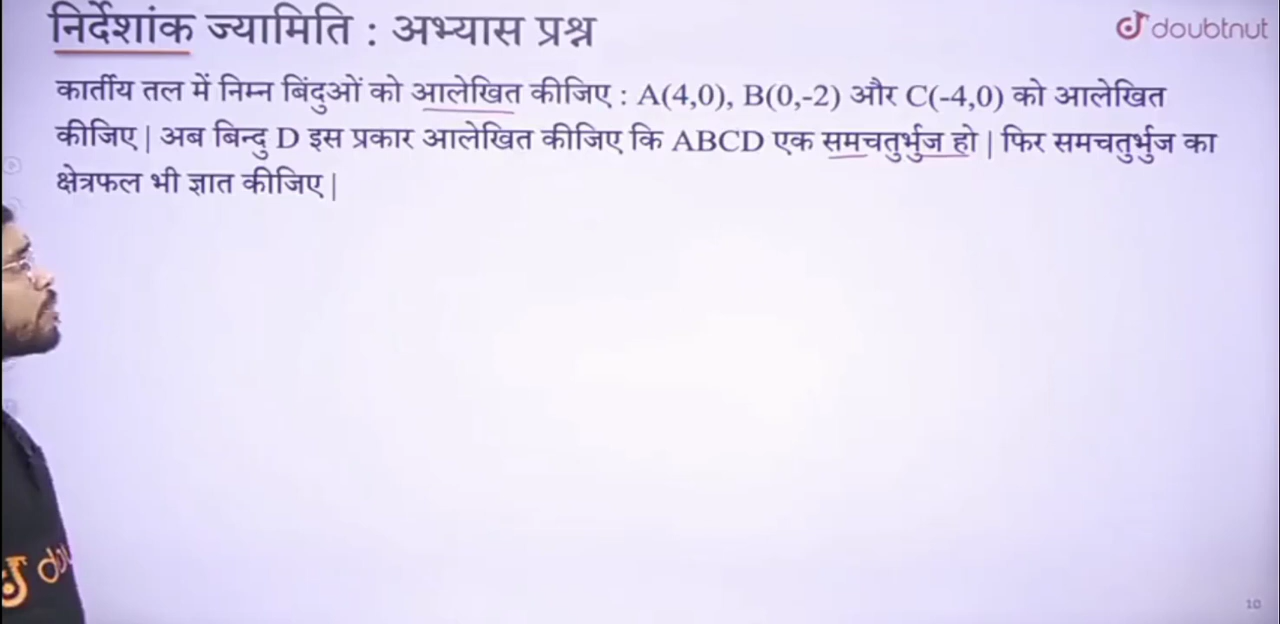 निर्देशांक ज्यामिति : अभ्यास प्रश्न
doubtnut
कार्तीय तल में निम्न बिंदुओं को आलेखित कीजिए : A(4,0), B(0,-2) और C(-4,0) को आलेखित
कीजिए | अब बिन्दु D इस प्रकार आलेखित कीजिए कि ABCD एक समचतुर्भुज हो | फिर समचतुर्भुज का
क्षेत्रफल भी ज्ञात कीजिए |
10